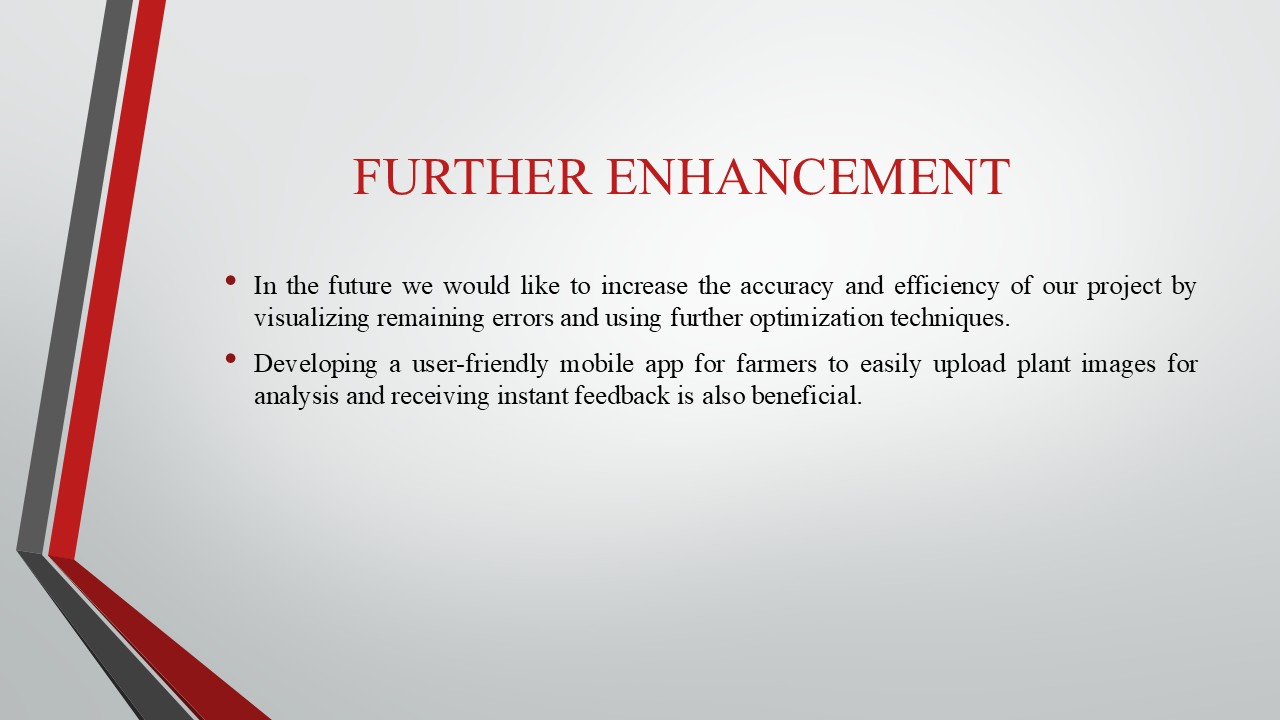 FURTHER ENHANCEMENT
• In the future we would like to increase the accuracy and efficiency of our project by
visualizing remaining errors and using further optimization techniques.
• Developing a user-friendly mobile app for farmers to easily upload plant images for
analysis and receiving instant feedback is also beneficial.